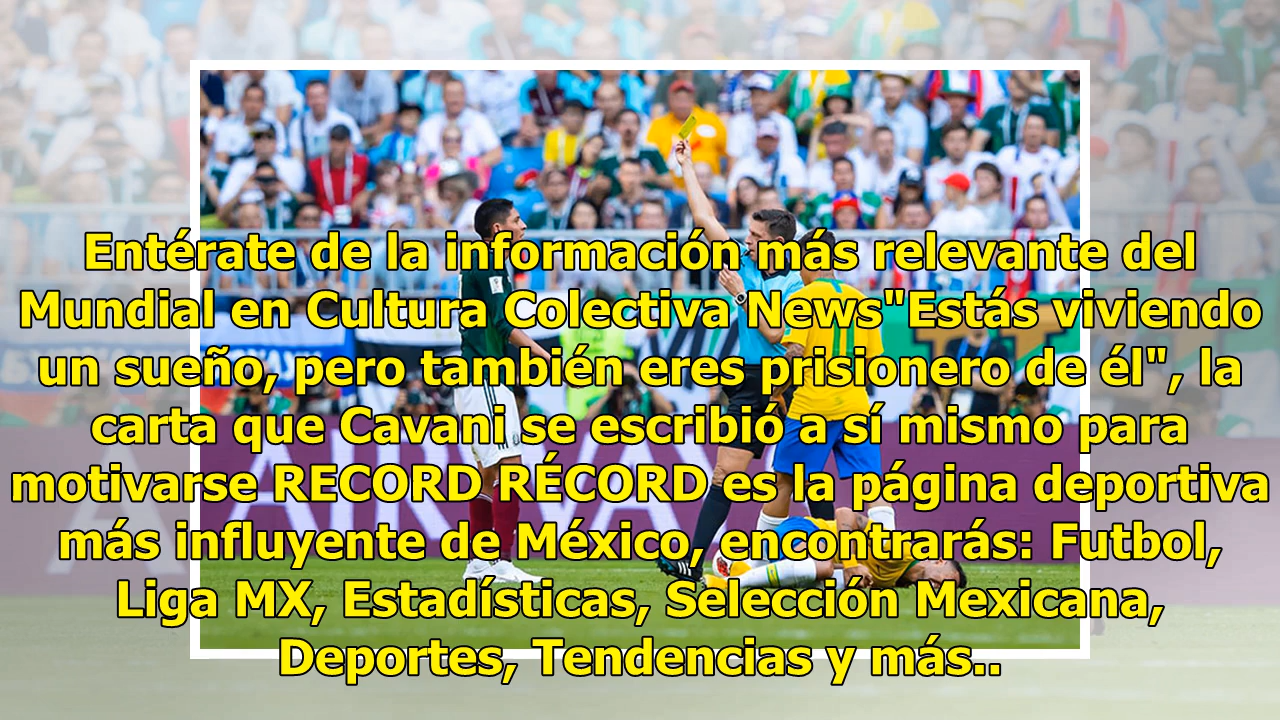 Entérate de la información más relevante del
Mundial en Cultura Colectiva News"Estás viviendo
un sueño, pero también eres prisionero de él", la
carta que Cavani se escribió a sí mismo para
motivarse RECORD RÉCORD es la página deportiva
más influyente de México, encontrarás: Futbol,
Liga MX, Estadísticas, Selección Mexicana,
Deportes, Tendencias y más..